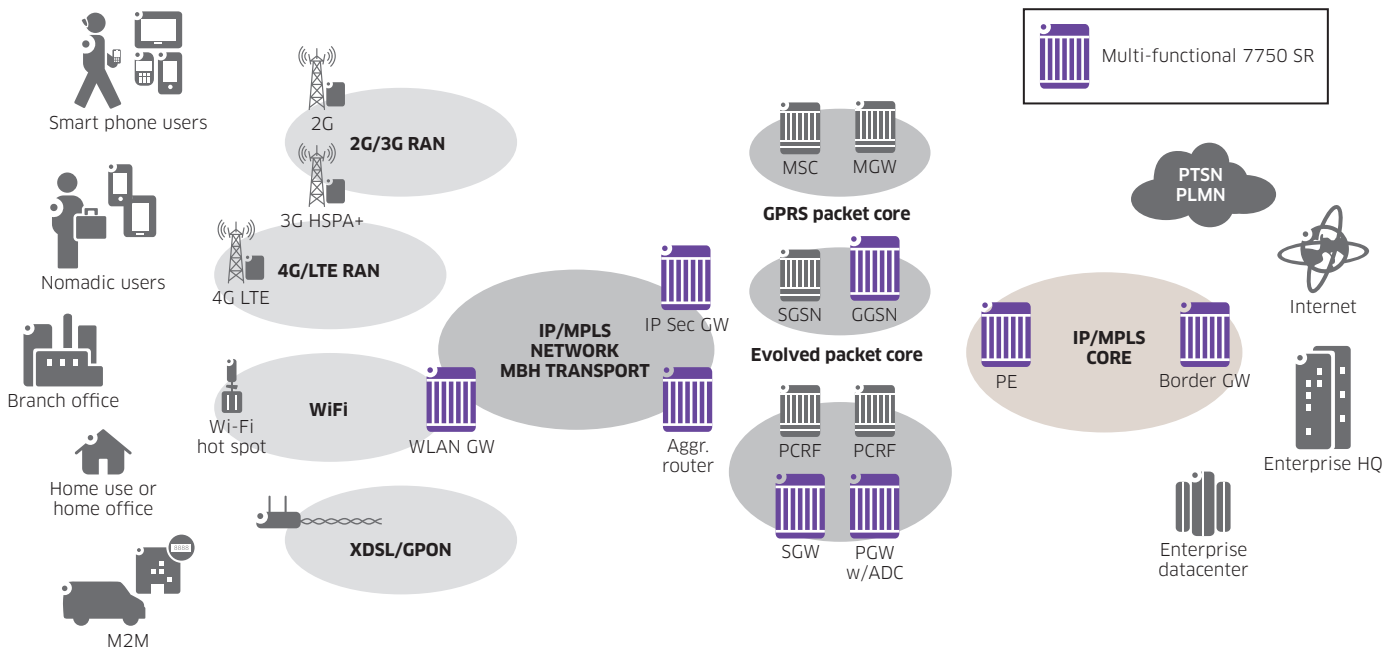 Smart phone users
Nomadic users
Branch office
Home use or
home office
8888
M2M
2G
2G/3G RAN
3G HSPA+
4G/LTE RAN
4G LTE
WiFi
Wi-Fi
hot spot
WLAN GW
XDSL/GPON
IP/MPLS
NETWORK
MBH TRANSPORT
IP Sec GW
Aggr.
router
MSC
MGW
GPRS packet core
SGSN
GGSN
Evolved packet core
PCRF
PCRF
SGW
PGW
w/ADC
Multi-functional 7750 SR
PTSN
PLMN
Internet
PE
IP/MPLS
CORE
Border GW
Enterprise HQ
Enterprise
datacenter